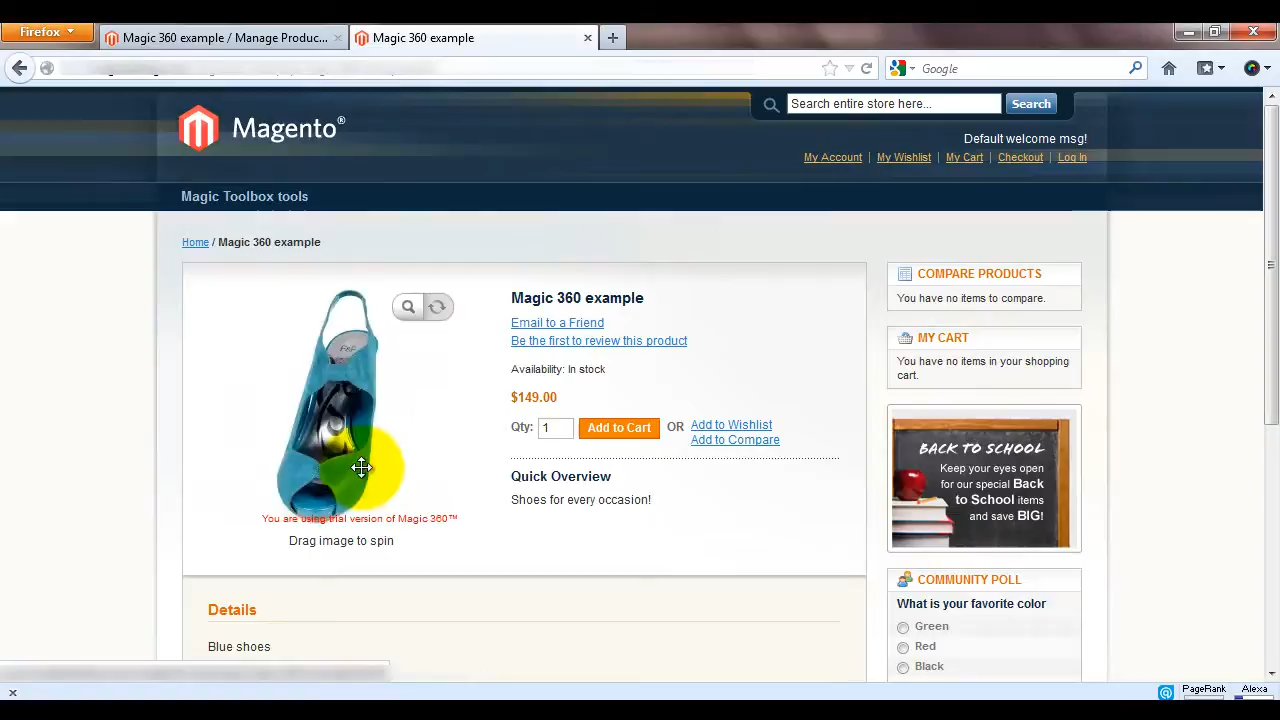 Firefox
Magic 360 example / Manage Produc...
Magic 360 example
Google
Magento®
Search entire store here...
Search
Default welcome msg!
My Account
My Wishlist
My Cart
Checkout
Log In
Magic Toolbox tools
Home / Magic 360 example
You are using trial version of Magic 360™
Drag image to spin
Magic 360 example
Email to a Friend
Be the first to review this product
Availability: In stock
$149.00
Qty: 1
Add to Cart
OR
Add to Wishlist
Add to Compare
Quick Overview
Shoes for every occasion!
Details
Blue shoes
COMPARE PRODUCTS
You have no items to compare.
MY CART
You have no items in your shopping
cart.
BACK TO SCHOOL
Keep your eyes open
for our special Back
to School items
and save BIG!
COMMUNITY POLL
What is your favorite color
Green
Red
Black
PageRank
Alexa